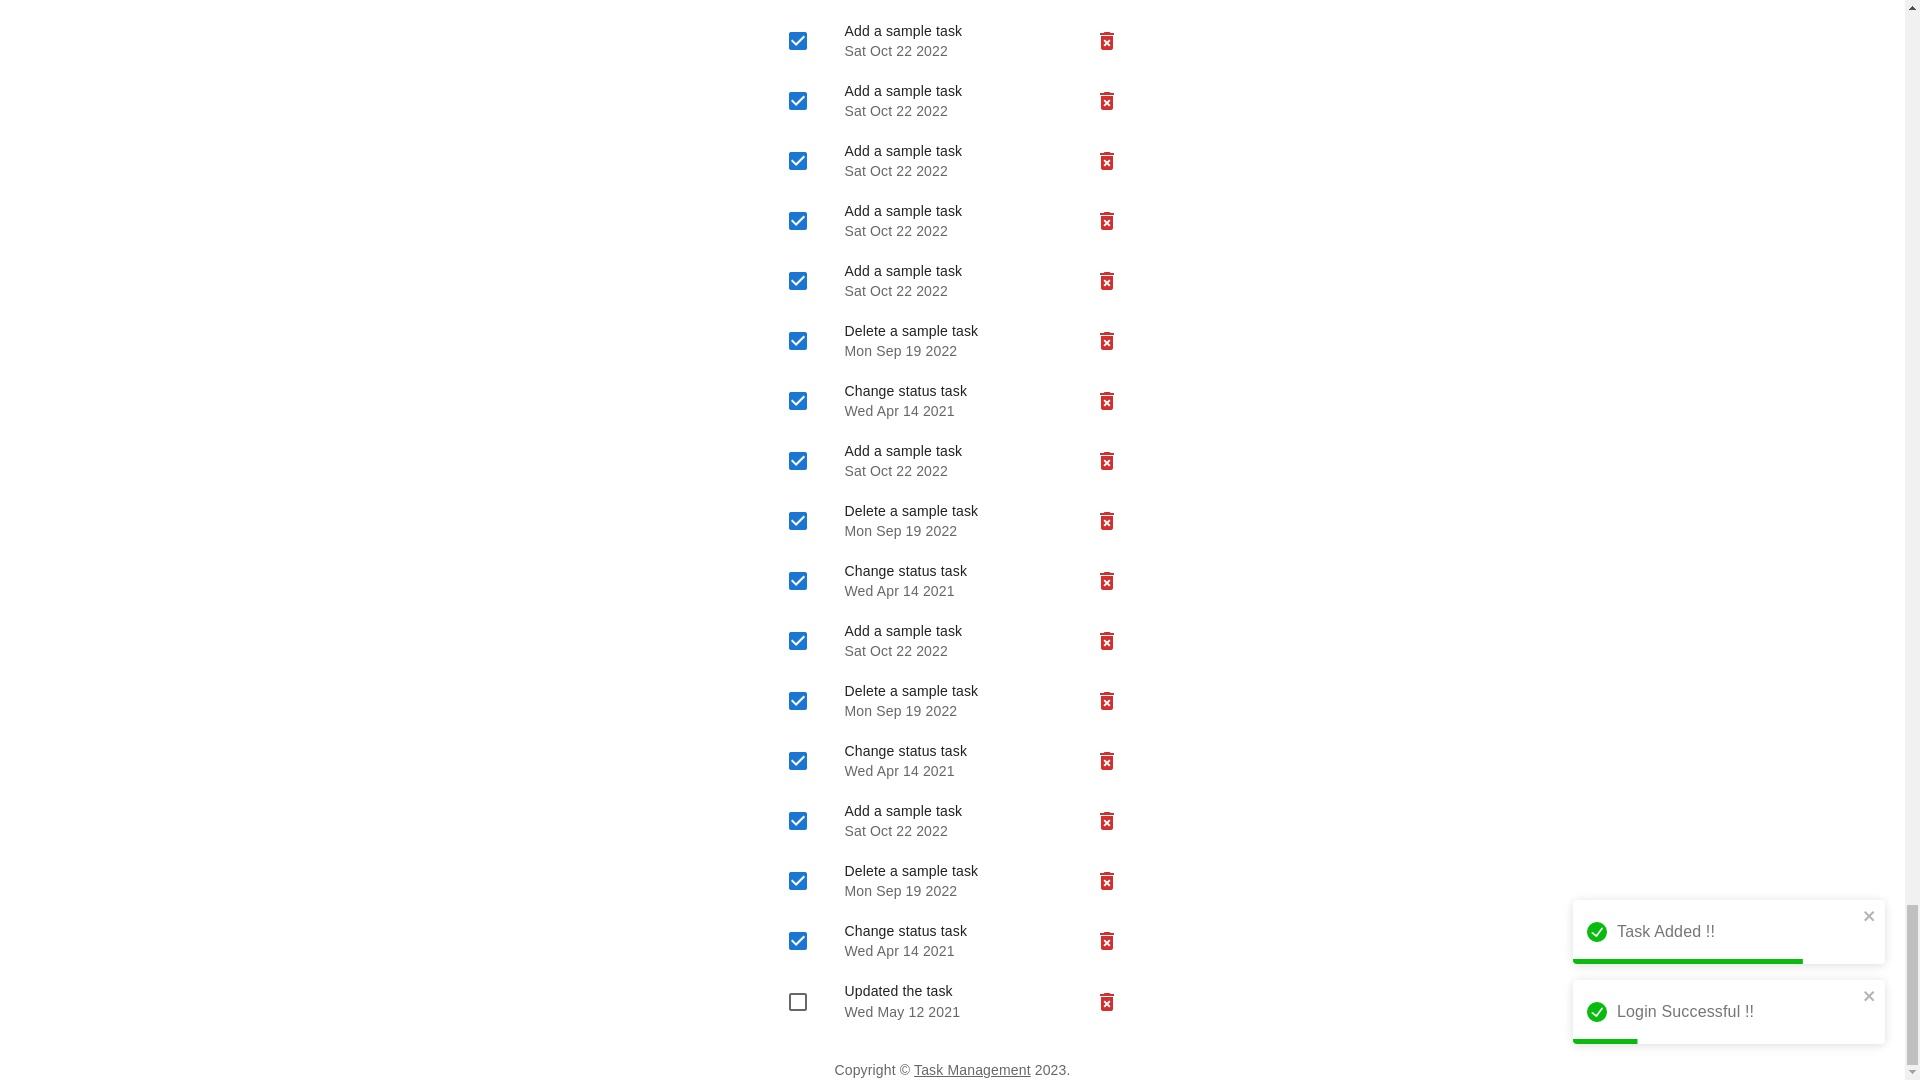 Add a sample task
Sat Oct 22 2022
Add a sample task
Sat Oct 22 2022
Add a sample task
Sat Oct 22 2022
Add a sample task
Sat Oct 22 2022
Add a sample task
Sat Oct 22 2022
Delete a sample task
Mon Sep 19 2022
Change status task
Wed Apr 14 2021
Add a sample task
Sat Oct 22 2022
Delete a sample task
Mon Sep 19 2022
Change status task
Wed Apr 14 2021
Add a sample task
Sat Oct 22 2022
Delete a sample task
Mon Sep 19 2022
Change status task
Wed Apr 14 2021
Add a sample task
Sat Oct 22 2022
Delete a sample task
Mon Sep 19 2022
Change status task
Wed Apr 14 2021
Updated the task
Wed May 12 2021
Copyright © Task Management 2023.
Task Added !!
Login Successful !!